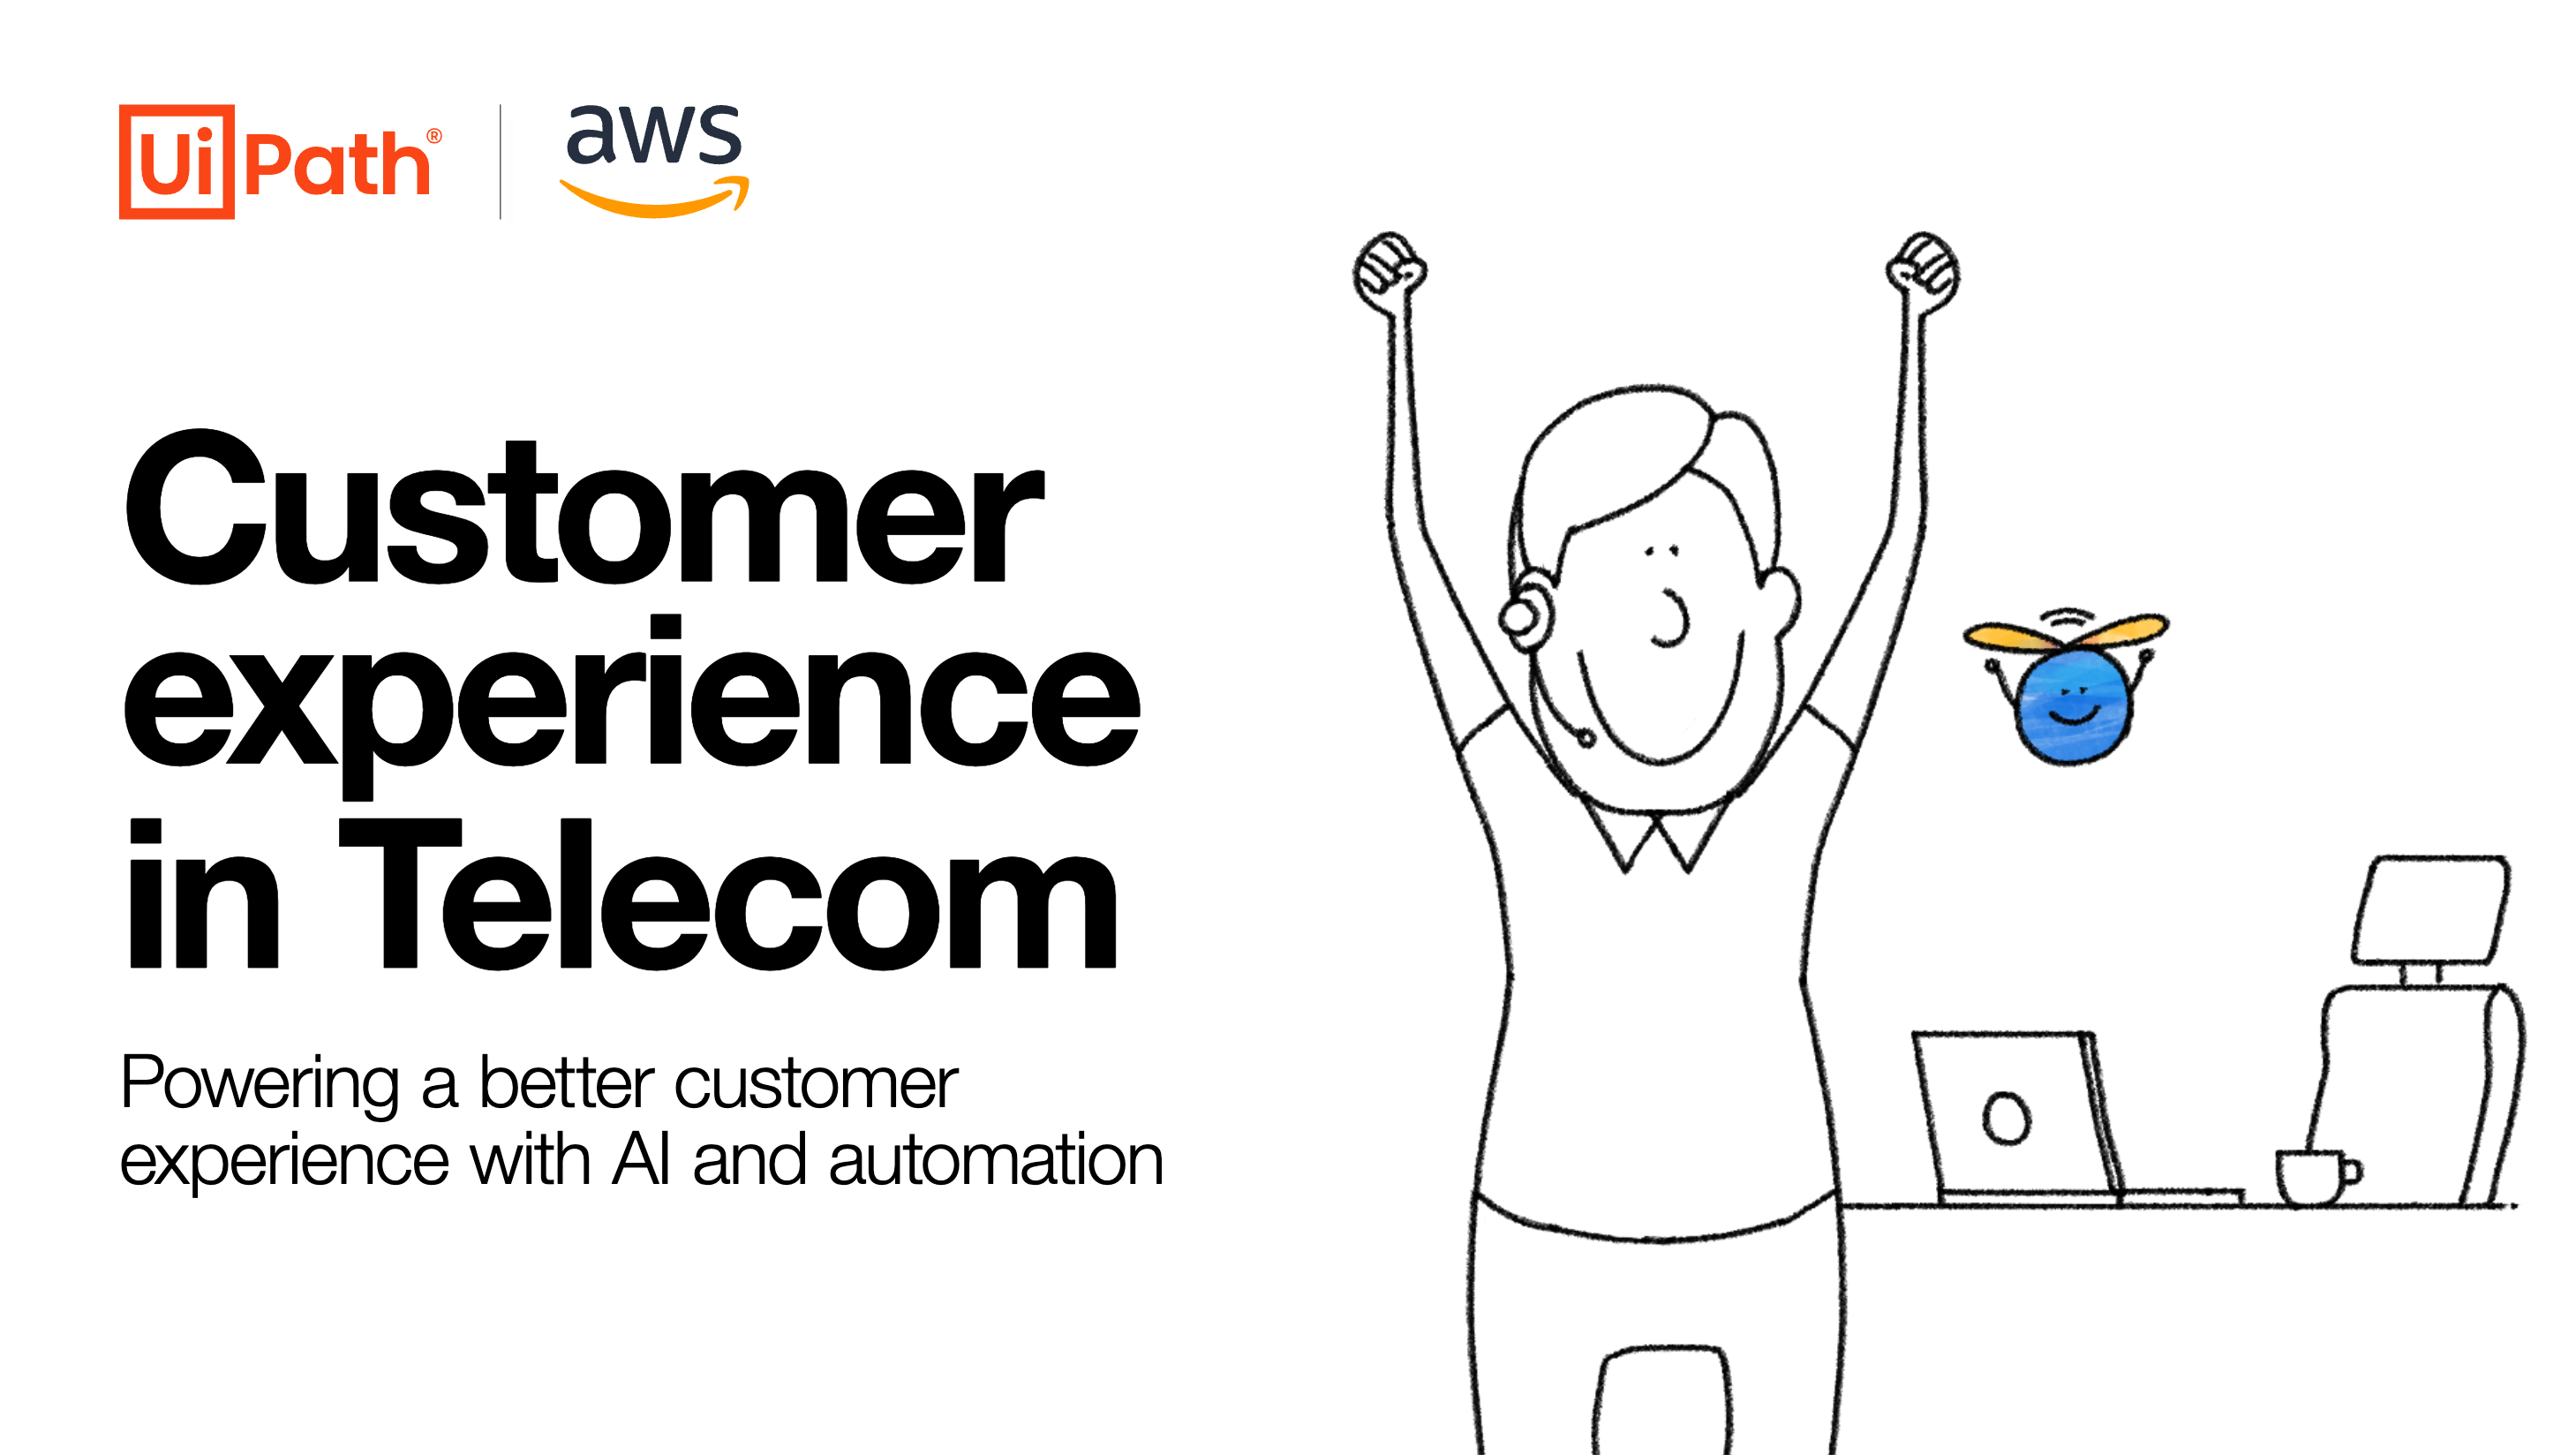 UiPath®
aws
Customer
experience
in Telecom
Powering a better customer
experience with AI and automation